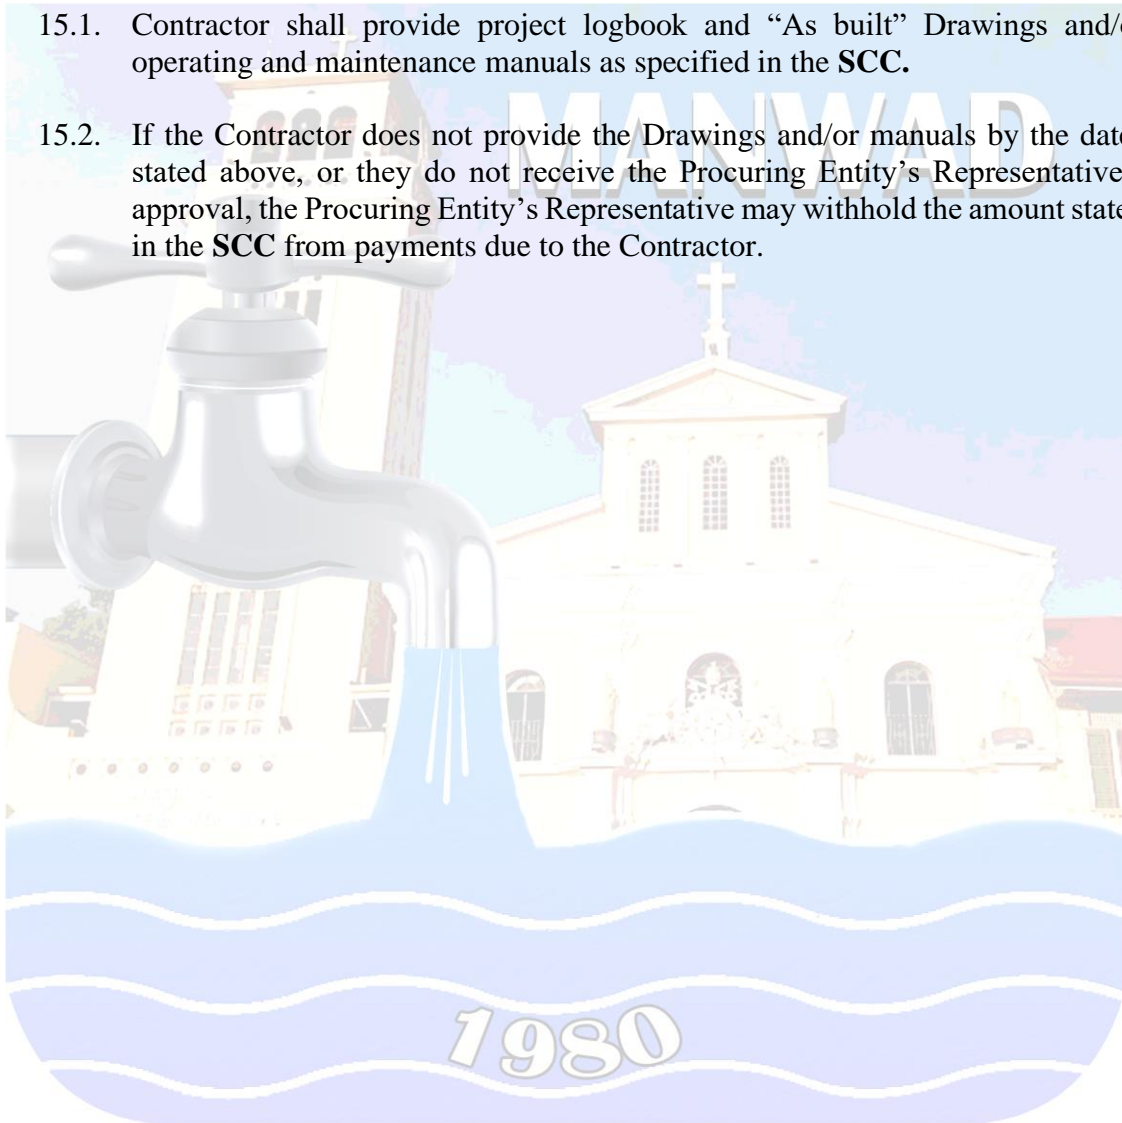 15.1. Contractor shall provide project logbook and “As built” Drawings and/
operating and maintenance manuals as specified in the SCC.
MANWAD
15.2. If the Contractor does not provide the Drawings and/or manuals by the date
stated above, or they do not receive the Procuring Entity’s Representative
approval, the Procuring Entity’s Representative may withhold the amount state
in the SCC from payments due to the Contractor.
1980